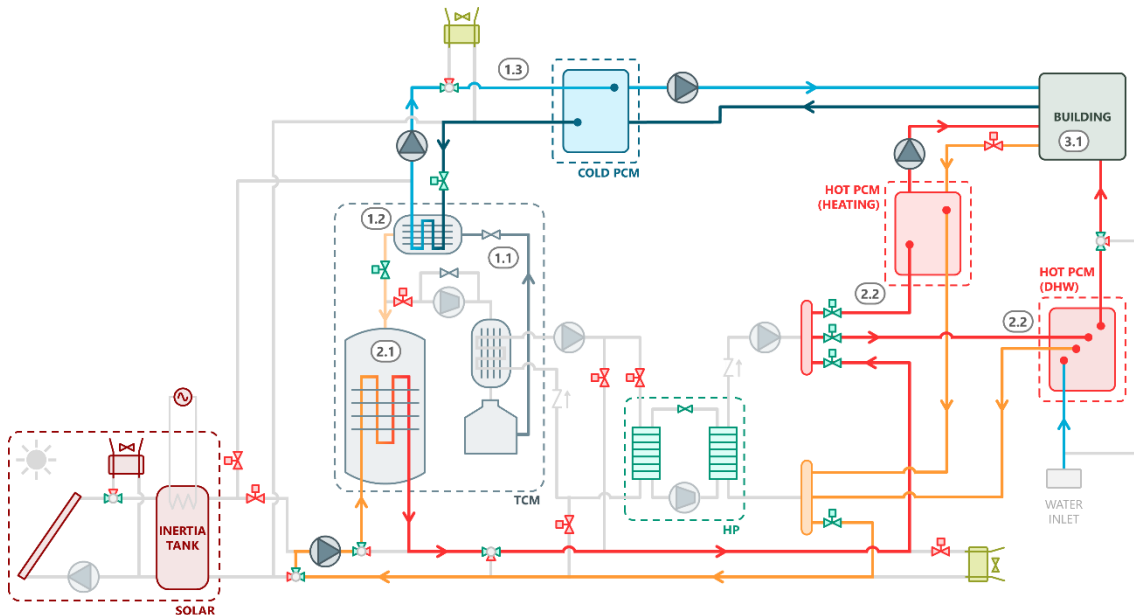 1.3
COLD PCM
BUILDING
3.1
HOT PCM
(HEATING)
1.2
1.1
HOT PCM
(DHW)
2.2
2.2
2.1
TCM
HP
WATER
INLET
INERTIA
TANK
SOLAR